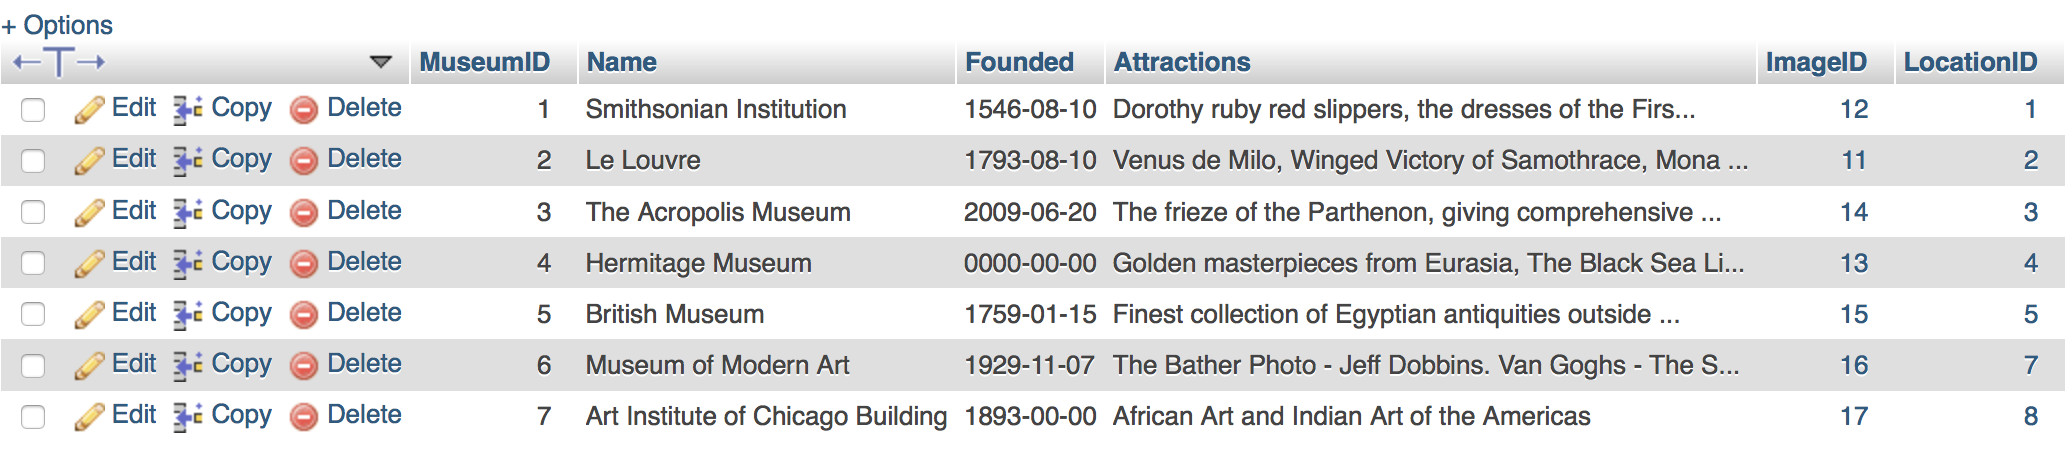 + Options
←T→ MuseumID Name Founded Attractions ImageID LocationID
Edit Copy Delete 1 Smithsonian Institution 1546-08-10 Dorothy ruby red slippers, the dresses of the Firs... 12 1
Edit Copy Delete 2 Le Louvre 1793-08-10 Venus de Milo, Winged Victory of Samothrace, Mona ... 11 2
Edit Copy Delete 3 The Acropolis Museum 2009-06-20 The frieze of the Parthenon, giving comprehensive ... 14 3
Edit Copy Delete 4 Hermitage Museum 0000-00-00 Golden masterpieces from Eurasia, The Black Sea Li... 13 4
Edit Copy Delete 5 British Museum 1759-01-15 Finest collection of Egyptian antiquities outside ... 15 5
Edit Copy Delete 6 Museum of Modern Art 1929-11-07 The Bather Photo - Jeff Dobbins. Van Goghs - The S... 16 7
Edit Copy Delete 7 Art Institute of Chicago Building 1893-00-00 African Art and Indian Art of the Americas 17 8